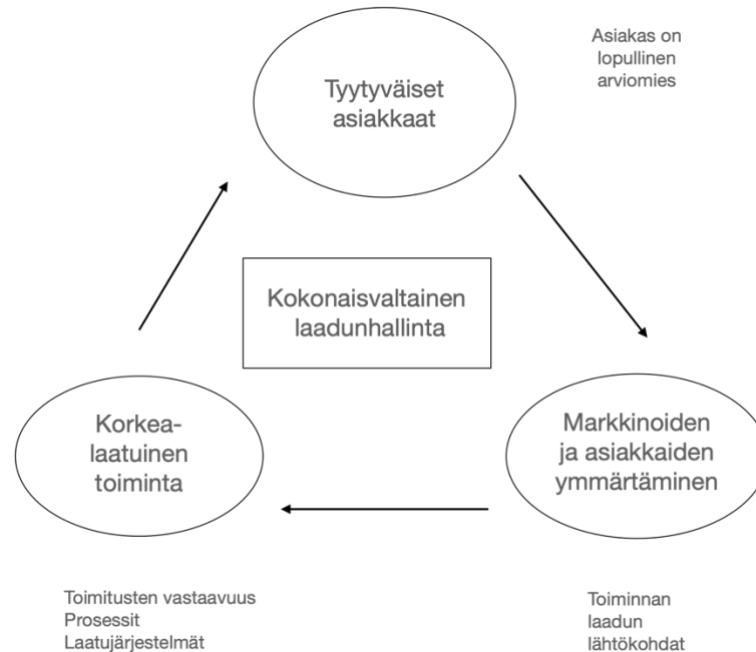 Asiakas on
lopullinen
arviomies
Tyytyväiset
asiakkaat
Kokonaisvaltainen
laadunhallinta
Korkea-
laatuinen
toiminta
Markkinoiden
ja asiakkaiden
ymmärtäminen
Toimitusten vastaavuus
Prosessit
Laatujärjestelmät
Toiminnan
laadun
lähtökohdat